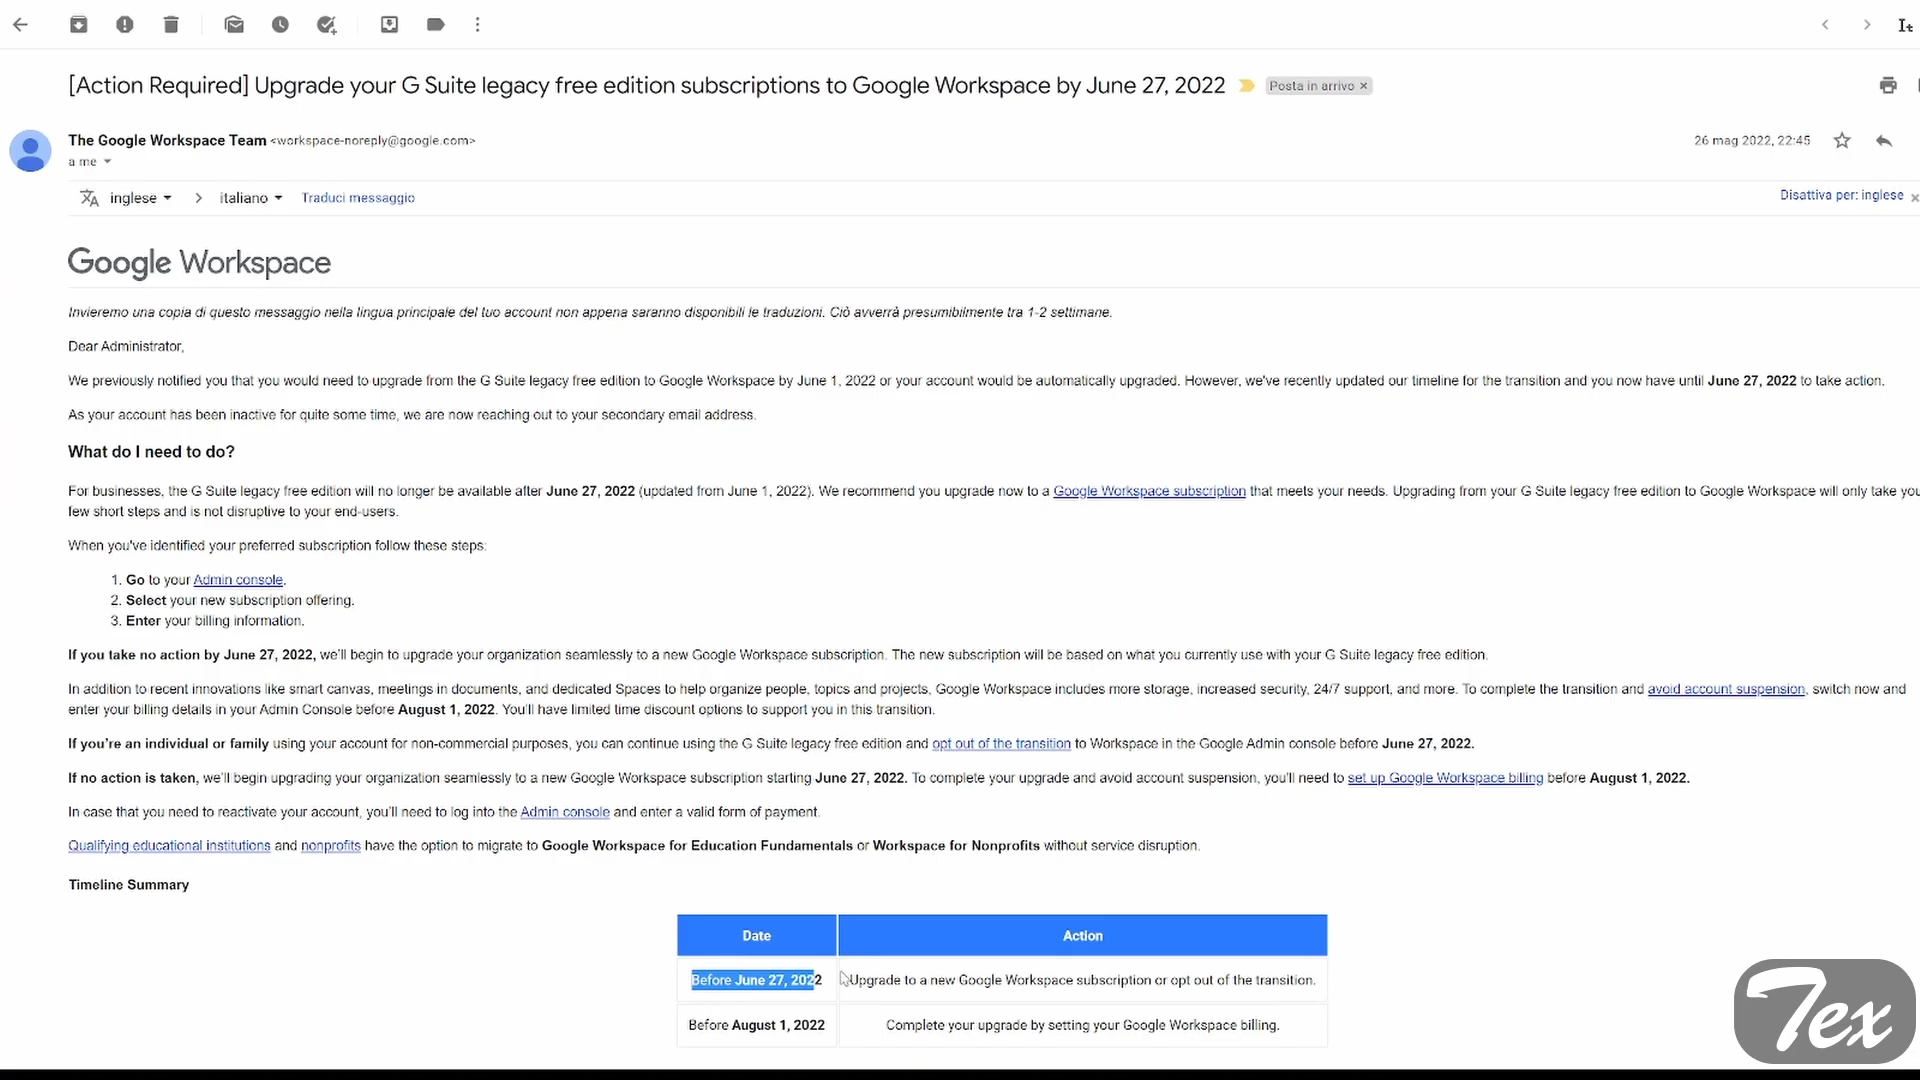 [Action Required] Upgrade your G Suite legacy free edition subscriptions to Google Workspace by June 27, 2022 Posta in arrivo ×
The Google Workspace Team <workspace-noreply@google.com> 26 mag 2022, 22:45
a me
inglese > italiano Traduci messaggio Disattiva per: inglese ×
Google Workspace
Invieremo una copia di questo messaggio nella lingua principale del tuo account non appena saranno disponibili le traduzioni. Ciò avverrà presumibilmente tra 1-2 settimane.
Dear Administrator,
We previously notified you that you would need to upgrade from the G Suite legacy free edition to Google Workspace by June 1, 2022 or your account would be automatically upgraded. However, we've recently updated our timeline for the transition and you now have until June 27, 2022 to take action.
As your account has been inactive for quite some time, we are now reaching out to your secondary email address.
What do I need to do?
For businesses, the G Suite legacy free edition will no longer be available after June 27, 2022 (updated from June 1, 2022). We recommend you upgrade now to a Google Workspace subscription that meets your needs. Upgrading from your G Suite legacy free edition to Google Workspace will only take you
few short steps and is not disruptive to your end-users.
When you've identified your preferred subscription follow these steps:
1. Go to your Admin console.
2. Select your new subscription offering.
3. Enter your billing information.
If you take no action by June 27, 2022, we'll begin to upgrade your organization seamlessly to a new Google Workspace subscription. The new subscription will be based on what you currently use with your G Suite legacy free edition.
In addition to recent innovations like smart canvas, meetings in documents, and dedicated Spaces to help organize people, topics and projects, Google Workspace includes more storage, increased security, 24/7 support, and more. To complete the transition and avoid account suspension, switch now and
enter your billing details in your Admin Console before August 1, 2022. You'll have limited time discount options to support you in this transition.
If you're an individual or family using your account for non-commercial purposes, you can continue using the G Suite legacy free edition and opt out of the transition to Workspace in the Google Admin console before June 27, 2022.
If no action is taken, we'll begin upgrading your organization seamlessly to a new Google Workspace subscription starting June 27, 2022. To complete your upgrade and avoid account suspension, you'll need to set up Google Workspace billing before August 1, 2022.
In case that you need to reactivate your account, you'll need to log into the Admin console and enter a valid form of payment.
Qualifying educational institutions and nonprofits have the option to migrate to Google Workspace for Education Fundamentals or Workspace for Nonprofits without service disruption.
Timeline Summary
Date Action
Before June 27, 2022 Upgrade to a new Google Workspace subscription or opt out of the transition.
Before August 1, 2022 Complete your upgrade by setting your Google Workspace billing.
Tex